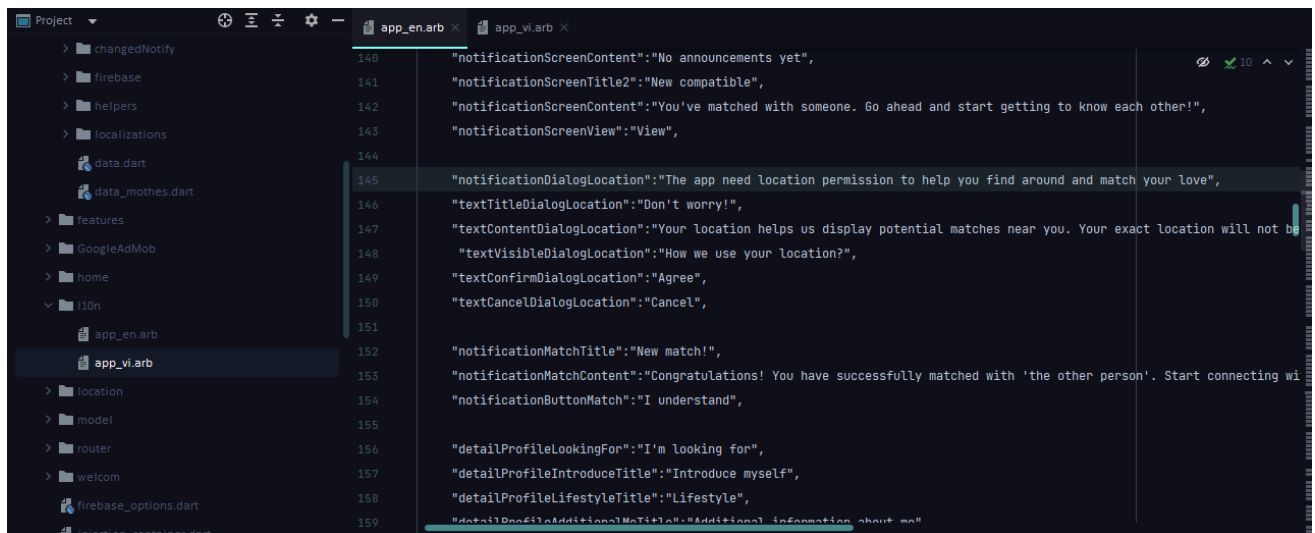 Project
app_en.arb
app_vi.arb
changedNotify
firebase
helpers
localizations
data.dart
data_mothes.dart
features
GoogleAdMob
home
l10n
app_en.arb
app_vi.arb
location
model
router
welcom
firebase_options.dart
10
140 "notificationScreenContent":"No announcements yet",
141 "notificationScreenTitle2":"New compatible",
142 "notificationScreenContent":"You've matched with someone. Go ahead and start getting to know each other!",
143 "notificationScreenView":"View",
144
145 "notificationDialogLocation":"The app need location permission to help you find around and match your love",
146 "textTitleDialogLocation":"Don't worry!",
147 "textContentDialogLocation":"Your location helps us display potential matches near you. Your exact location will not be
148 "textVisibleDialogLocation":"How we use your location?",
149 "textConfirmDialogLocation":"Agree",
150 "textCancelDialogLocation":"Cancel",
151
152 "notificationMatchTitle":"New match!",
153 "notificationMatchContent":"Congratulations! You have successfully matched with 'the other person'. Start connecting wi
154 "notificationButtonMatch":"I understand",
155
156 "detailProfileLookingFor":"I'm looking for",
157 "detailProfileIntroduceTitle":"Introduce myself",
158 "detailProfileLifestyleTitle":"Lifestyle",
159 "detailProfileAdditionalMeTitle":"Additional information about me"